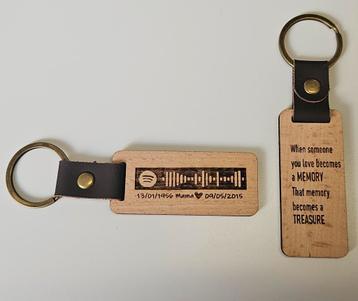 13/01/1956 Mama♥ 09/05/2015
When someone
you love becomes
a MEMORY
That memory
becomes a
TREASURE